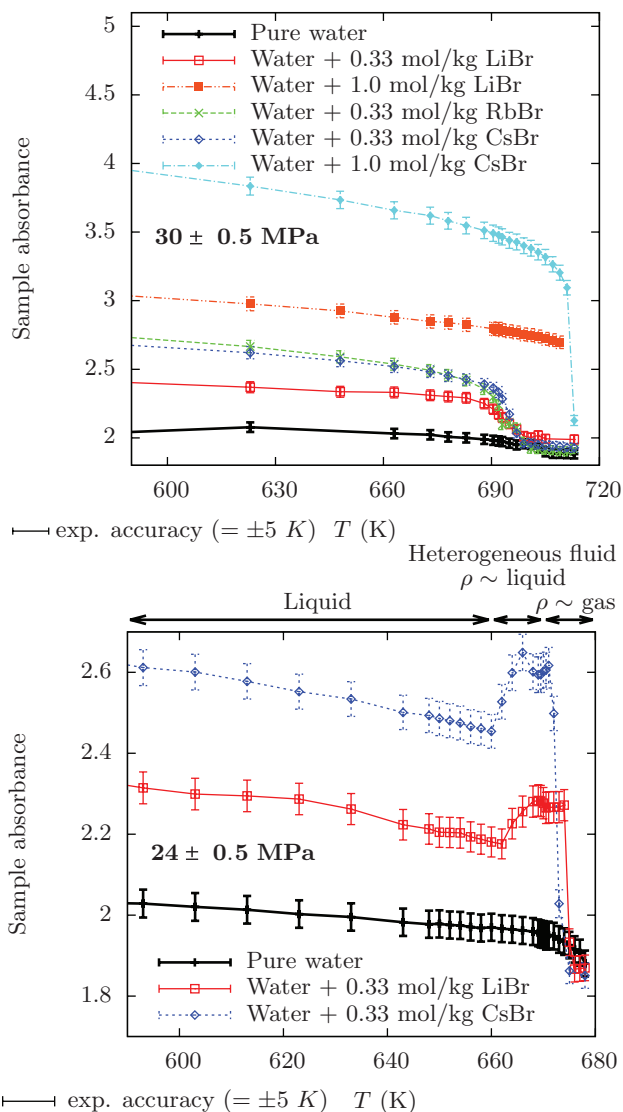 5
4.5
4
3.5
3
2.5
2
Sample absorbance
Pure water
Water + 0.33 mol/kg LiBr
Water + 1.0 mol/kg LiBr
Water + 0.33 mol/kg RbBr
Water + 0.33 mol/kg CsBr
Water + 1.0 mol/kg CsBr
30 ± 0.5 MPa
600 630 660 690 720
exp. accuracy (= ±5 K) T (K)
Heterogeneous fluid
ρ ∼ liquid
Liquid
ρ ∼ gas
2.6
2.4
2.2
2
1.8
Sample absorbance
24 ± 0.5 MPa
Pure water
Water + 0.33 mol/kg LiBr
Water + 0.33 mol/kg CsBr
600 620 640 660 680
exp. accuracy (= ±5 K) T (K)